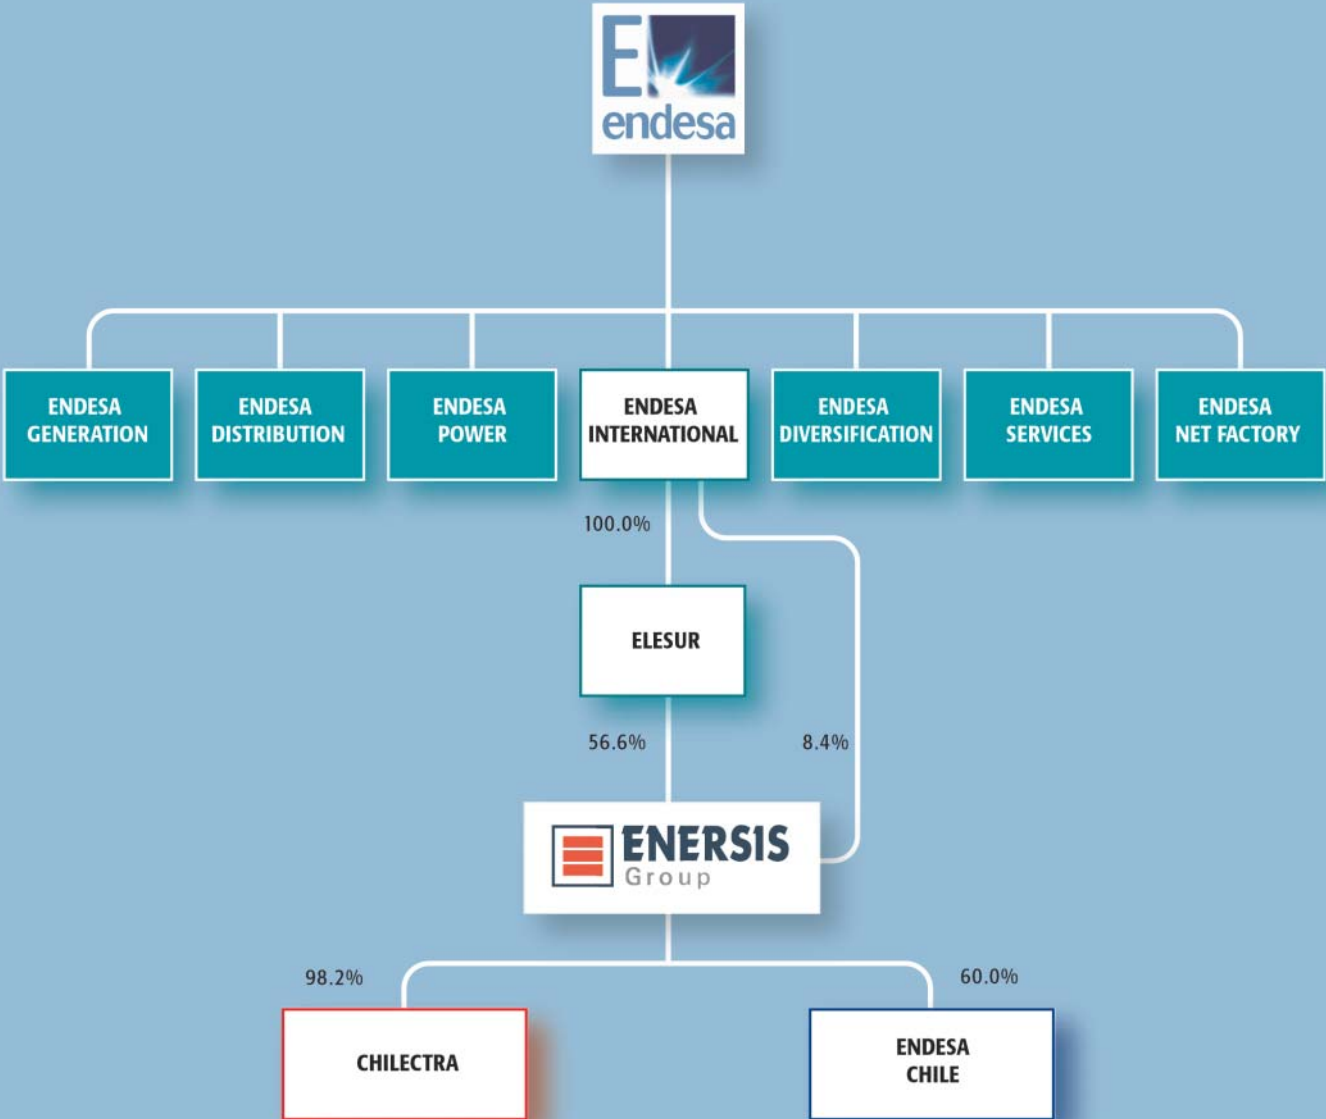 E
endesa
ENDESA
GENERATION
ENDESA
DISTRIBUTION
ENDESA
POWER
ENDESA
INTERNATIONAL
ENDESA
DIVERSIFICATION
ENDESA
SERVICES
ENDESA
NET FACTORY
100.0%
ELESUR
56.6%
8.4%
ENERSIS
Group
98.2%
60.0%
CHILECTRA
ENDESA
CHILE